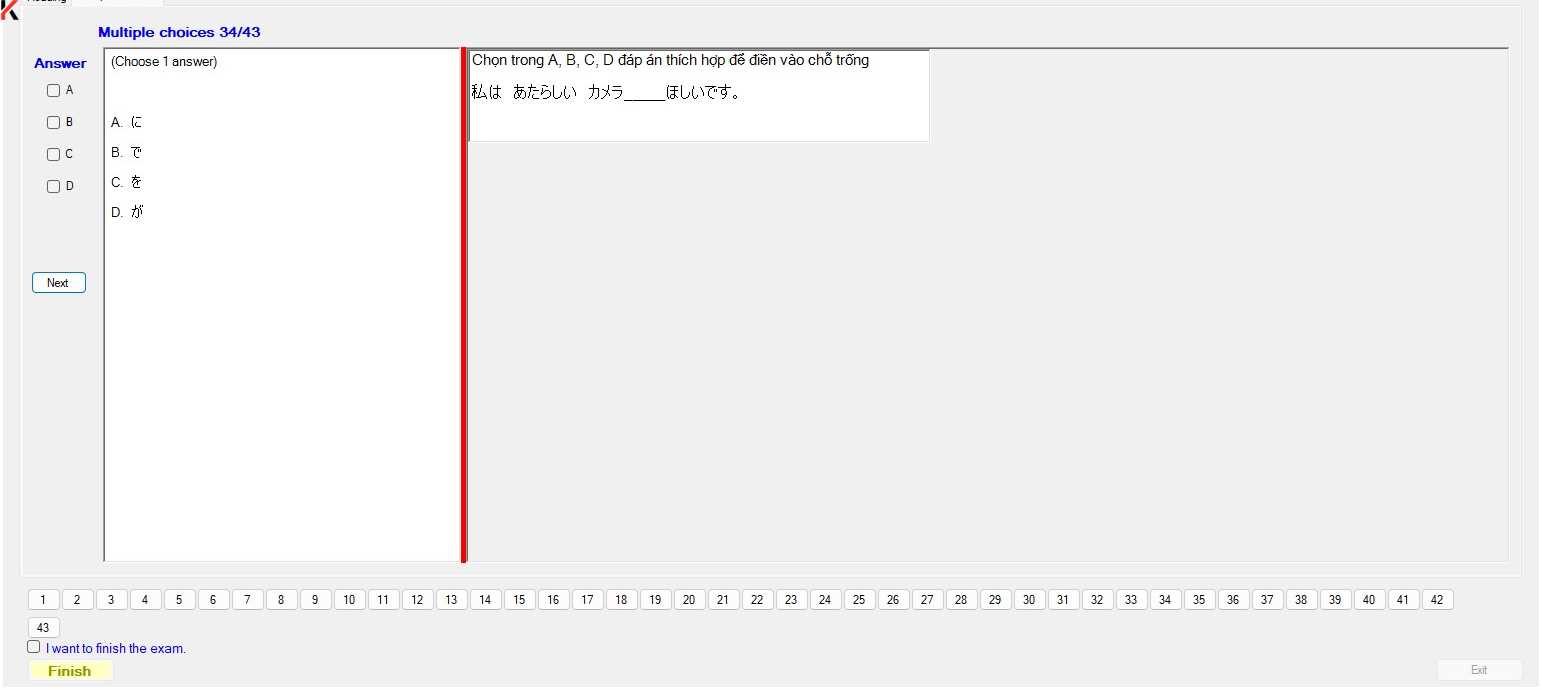 Multiple choices 34/43
Answer
(Choose 1 answer)
A
B
C
D
A. に
B. で
C. を
D. が
Next
Chọn trong A, B, C, D đáp án thích hợp để điền vào chỗ trống
私は　あたらしい　カメラ_____ほしいです。
1 2 3 4 5 6 7 8 9 10 11 12 13 14 15 16 17 18 19 20 21 22 23 24 25 26 27 28 29 30 31 32 33 34 35 36 37 38 39 40 41 42
43
I want to finish the exam.
Finish
Exit